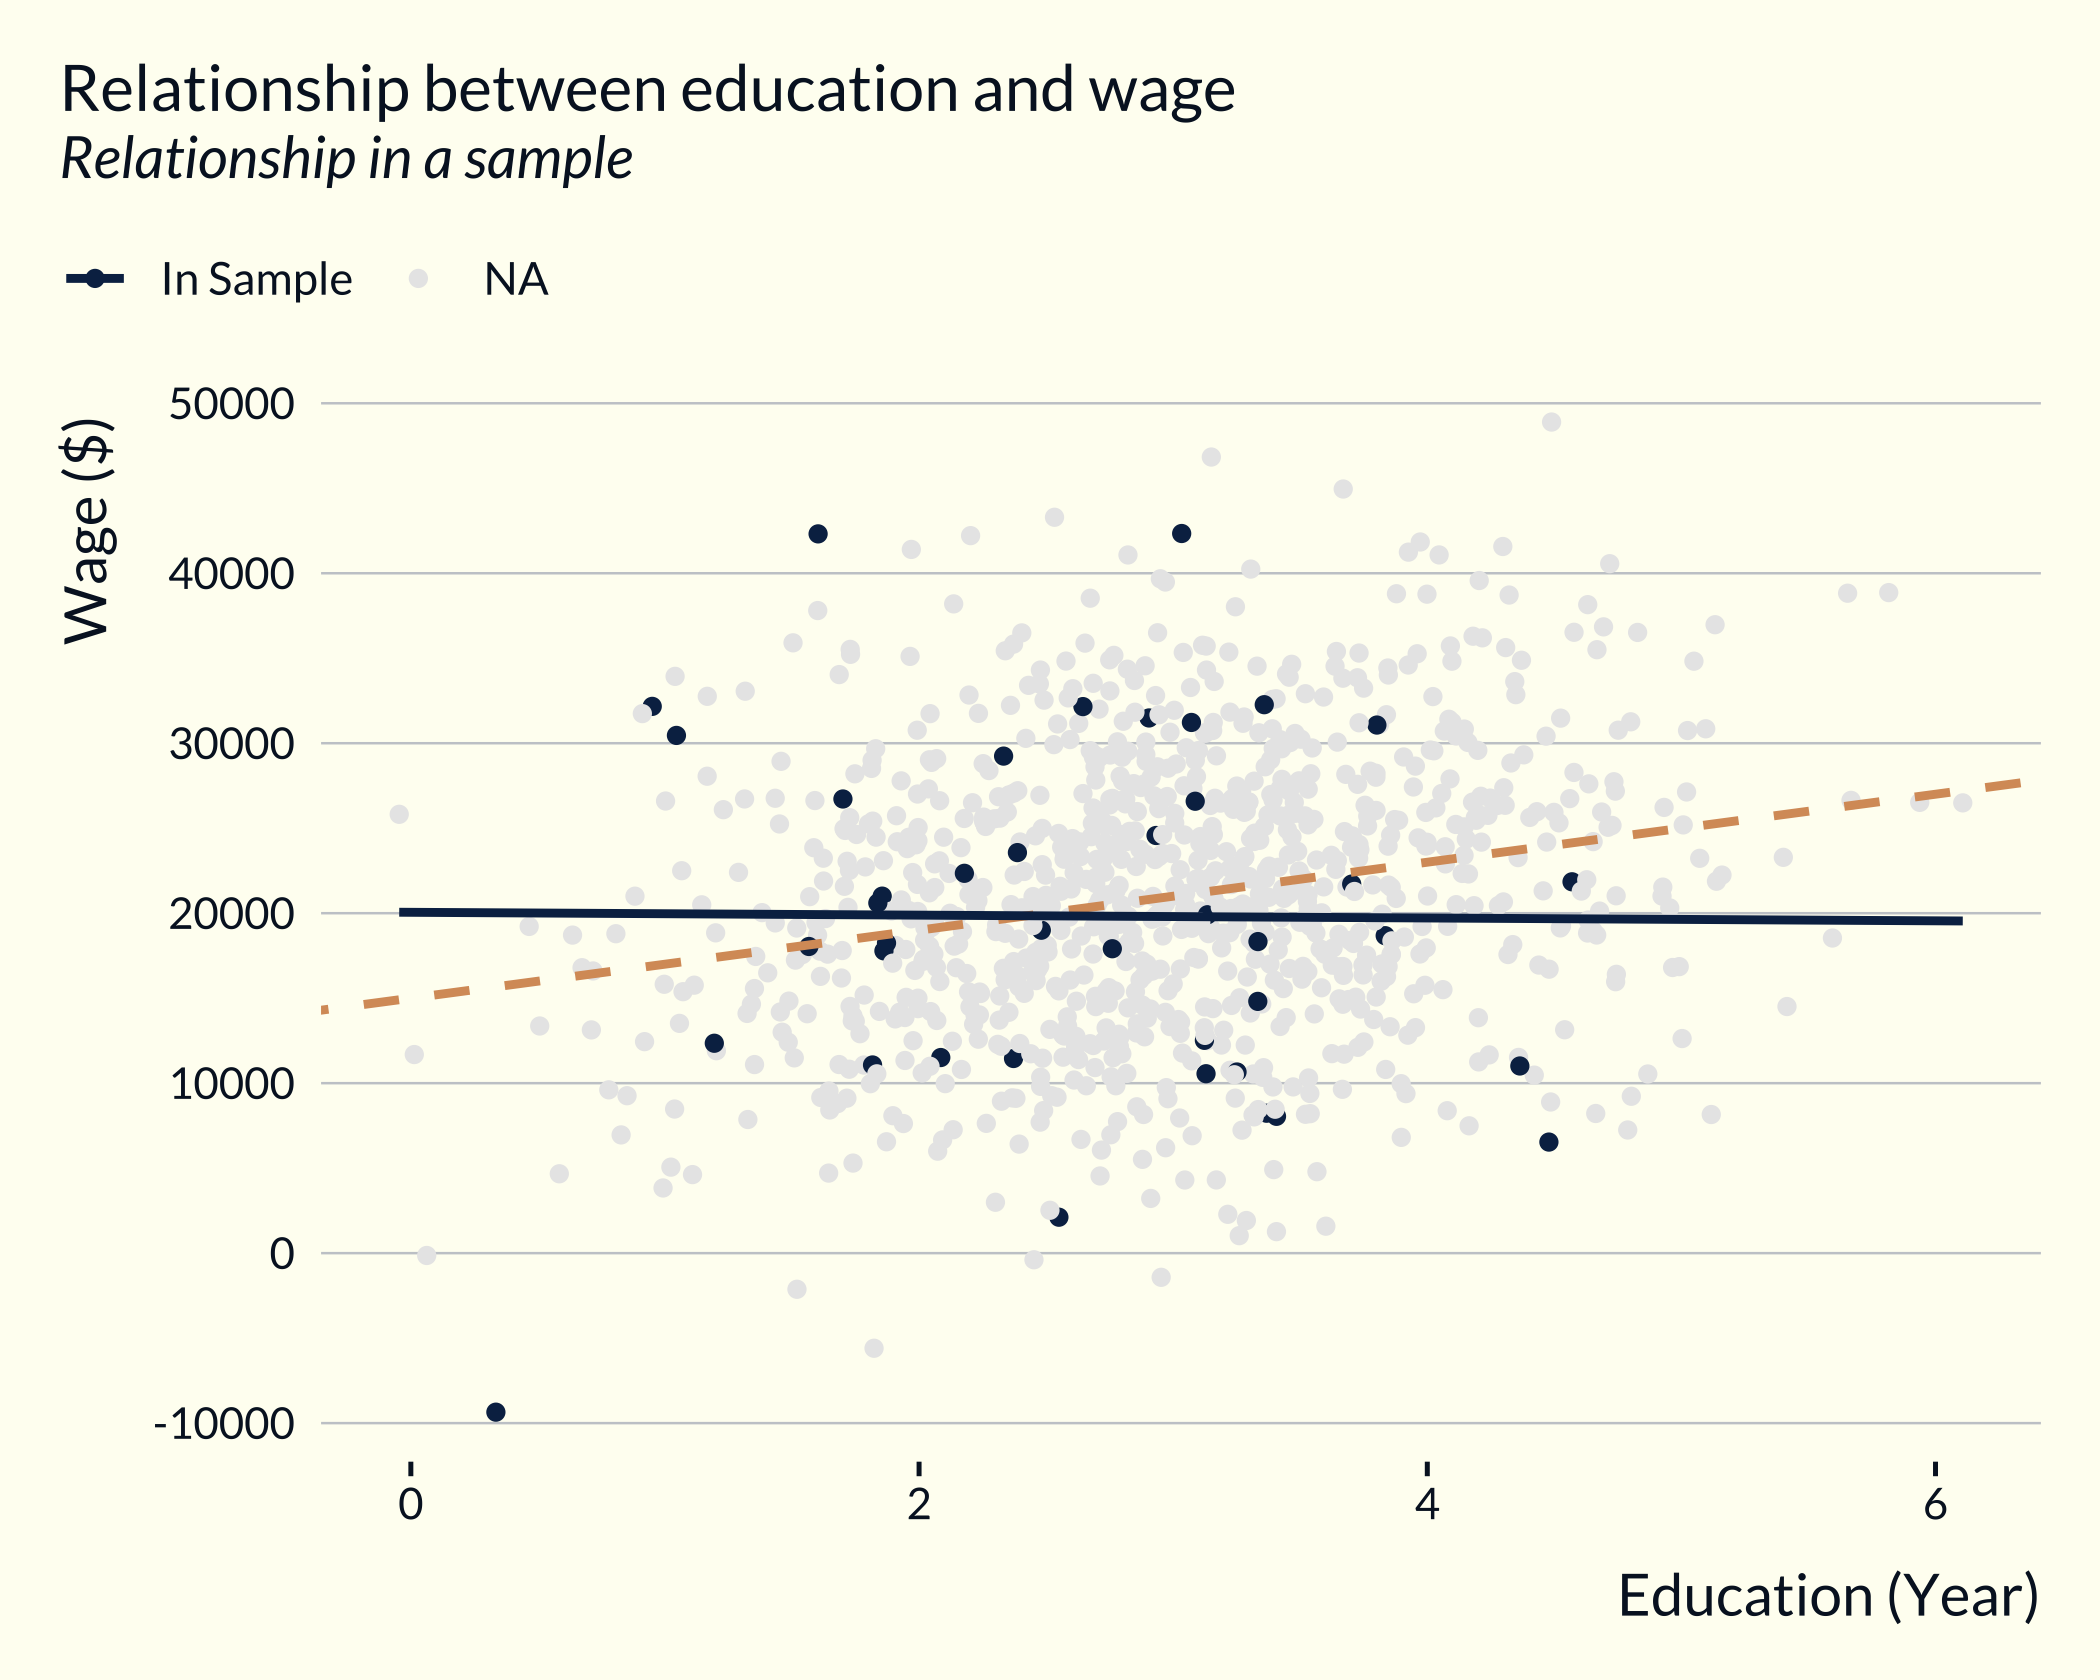 Relationship between education and wage
Relationship in a sample
In Sample NA
Wage ($)
50000
40000
30000
20000
10000
0
-10000
0 2 4 6
Education (Year)